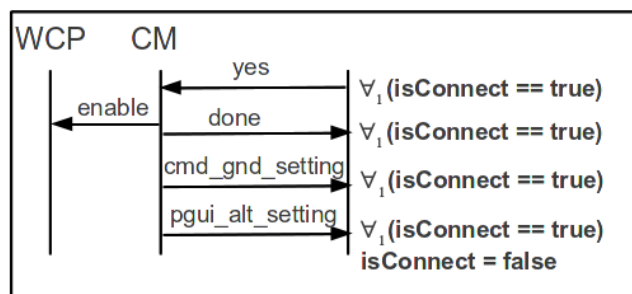 WCP CM
yes ∀₁(isConnect == true)
enable
done ∀₁(isConnect == true)
cmd_gnd_setting ∀₁(isConnect == true)
pgui_alt_setting ∀₁(isConnect == true)
isConnect = false